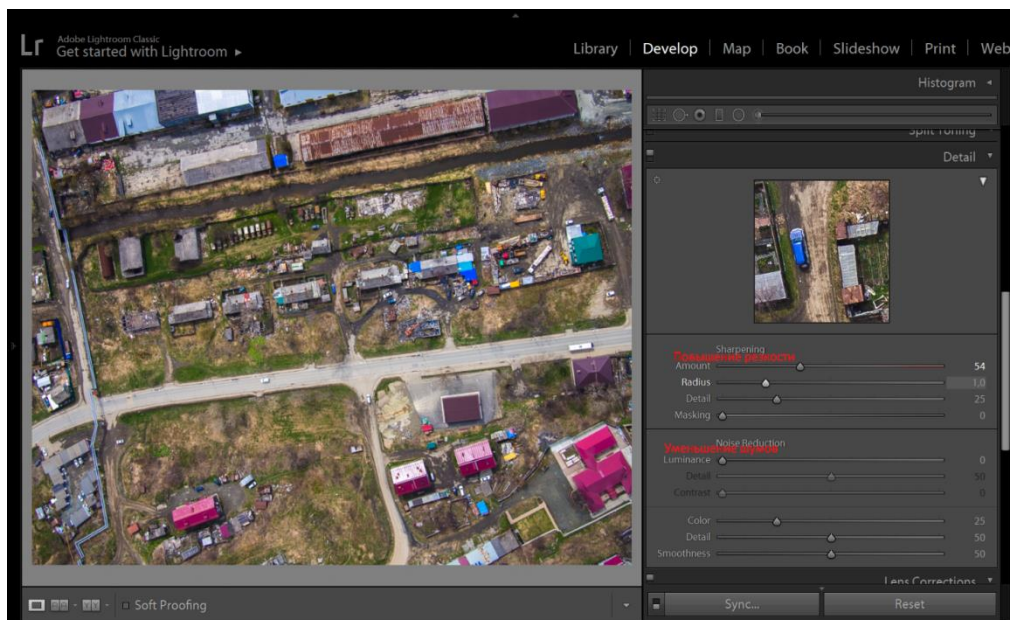 Lr
Adobe Lightroom Classic
Get started with Lightroom ▸
Library | Develop | Map | Book | Slideshow | Print | Web
Histogram
Split Toning
Detail
Sharpening
Повышение резкости
Amount 54
Radius 1,0
Detail 25
Masking 0
Noise Reduction
Уменьшение шумов
Luminance 0
Detail 50
Contrast 0
Color 25
Detail 50
Smoothness 50
Lens Corrections
Soft Proofing
Sync...
Reset